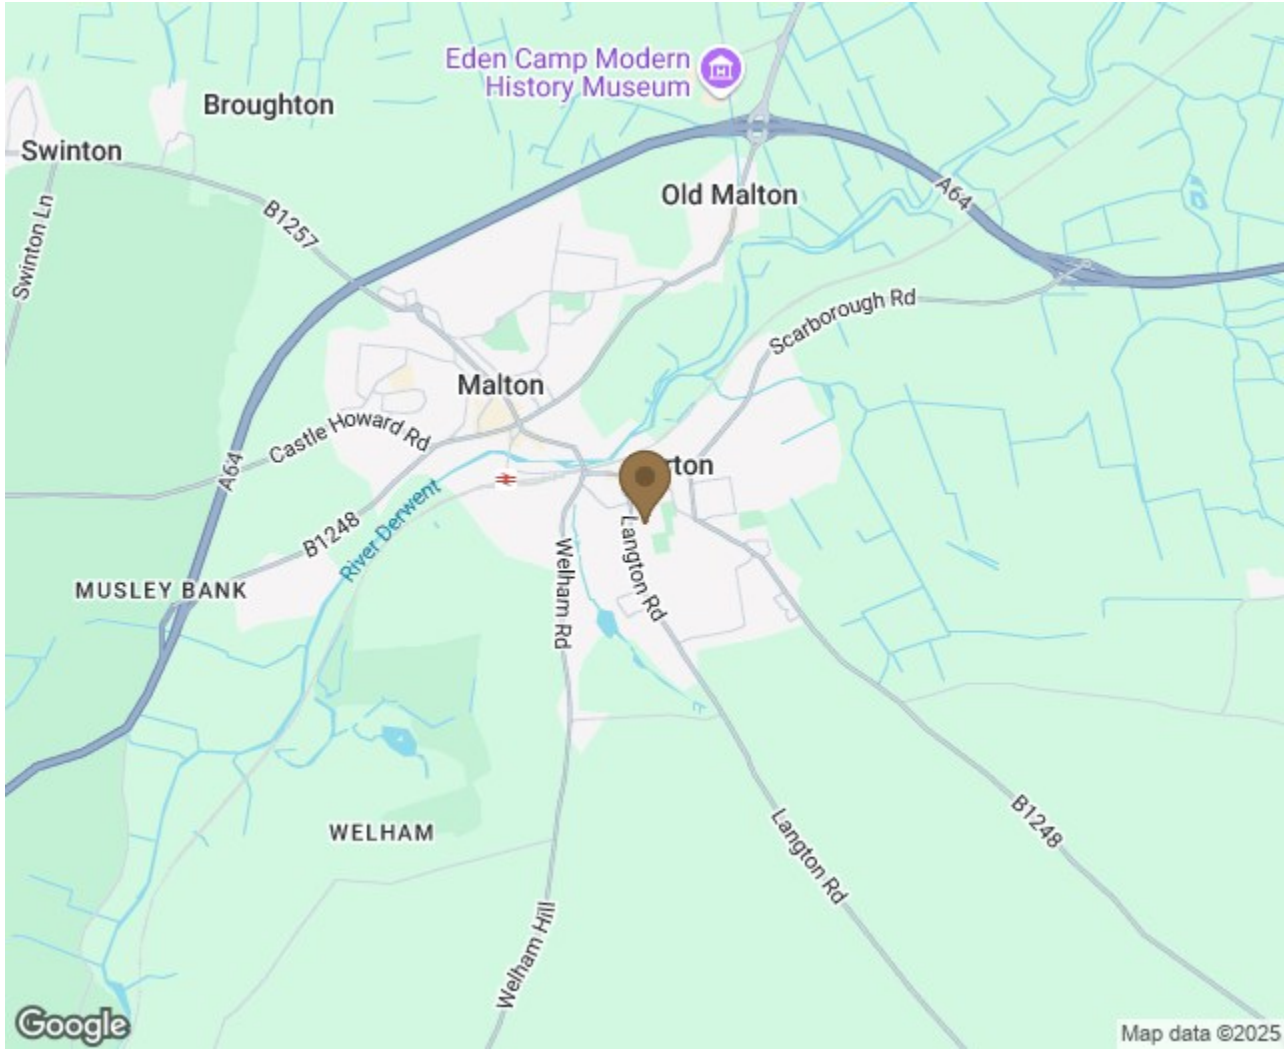 Eden Camp Modern
History Museum
Broughton
Swinton
Old Malton
A64
B1257
Swinton Ln
Scarborough Rd
Malton
Castle Howard Rd
A64
rton
River Derwent
B1248
Langton Rd
Welham Rd
MUSLEY BANK
WELHAM
B1248
Langton Rd
Welham Hill
Google
Map data ©2025